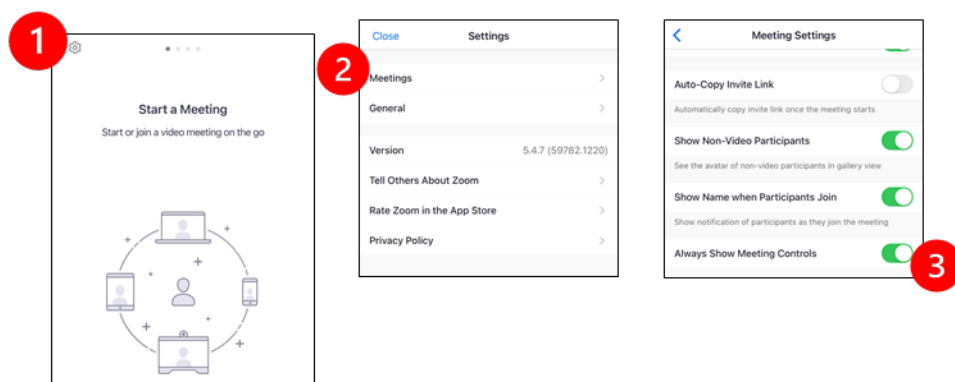 1
Start a Meeting
Start or join a video meeting on the go
2
Close Settings
Meetings
General
Version 5.4.7 (59782.1220)
Tell Others About Zoom
Rate Zoom in the App Store
Privacy Policy
Meeting Settings
Auto-Copy Invite Link
Automatically copy invite link once the meeting starts
Show Non-Video Participants
See the avatar of non-video participants in gallery view
Show Name when Participants Join
Show notification of participants as they join the meeting
Always Show Meeting Controls
3